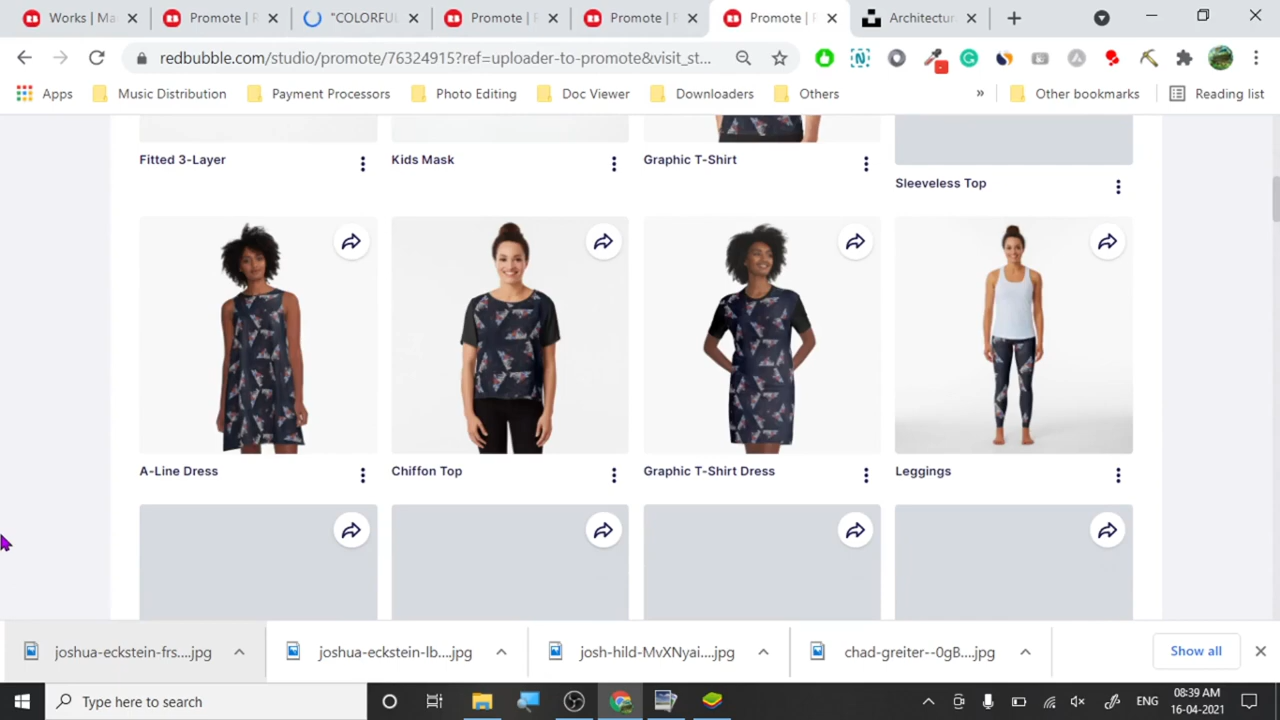 Works | Ma
Promote | R
"COLORFUL
Promote | F
Promote | F
Promote | F
Architectur
redbubble.com/studio/promote/76324915?ref=uploader-to-promote&visit_st...
Apps
Music Distribution
Payment Processors
Photo Editing
Doc Viewer
Downloaders
Others
»
Other bookmarks
Reading list
Fitted 3-Layer
Kids Mask
Graphic T-Shirt
Sleeveless Top
A-Line Dress
Chiffon Top
Graphic T-Shirt Dress
Leggings
joshua-eckstein-frs....jpg
joshua-eckstein-lb....jpg
josh-hild-MvXNyai....jpg
chad-greiter--0gB....jpg
Show all
Type here to search
ENG
08:39 AM
16-04-2021